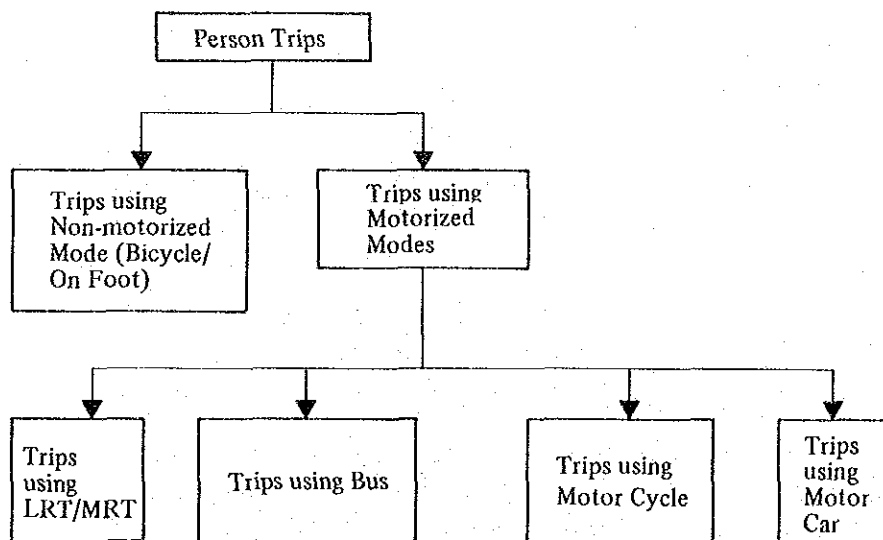 Person Trips
Trips using
Non-motorized
Mode (Bicycle/
On Foot)
Trips using
Motorized
Modes
Trips
using
LRT/MRT
Trips using Bus
Trips using
Motor Cycle
Trips
using
Motor
Car